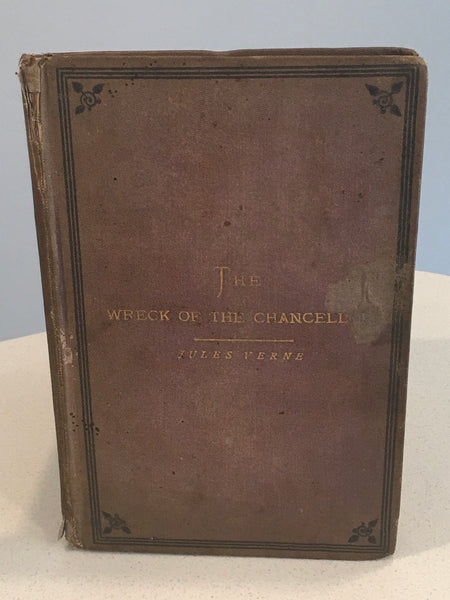 THE
WRECK OF THE CHANCELL
JULES VERNE